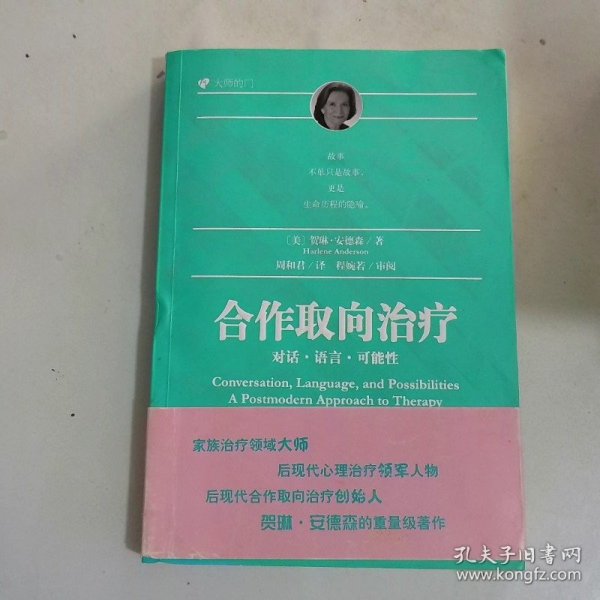 大师的门
故事
不能只是故事，
更是
生命历程的隐喻。
〔美〕贺琳·安德森／著
Harlene Anderson
周和君／译 程婉若／审阅
合作取向治疗
对话·语言·可能性
Conversation, Language, and Possibilities
A Postmodern Approach to Therapy
家族治疗领域大师
后现代心理治疗领军人物
后现代合作取向治疗创始人
贺琳·安德森的重量级著作
孔夫子旧书网
www.kongfz.com